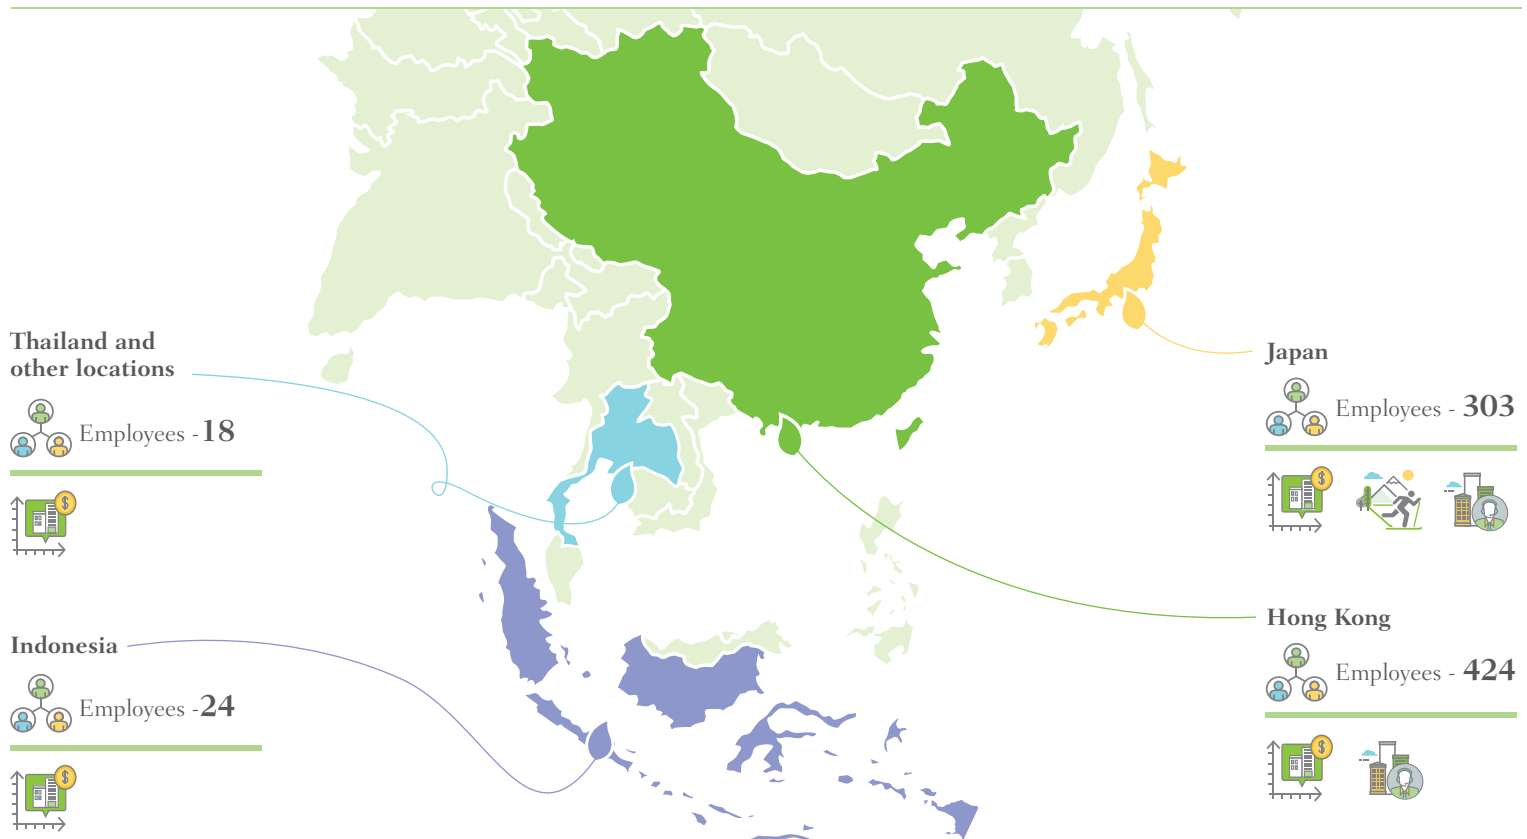 Thailand and
other locations
Employees -18
$
Indonesia
Employees -24
$
Japan
Employees - 303
$
Hong Kong
Employees - 424
$